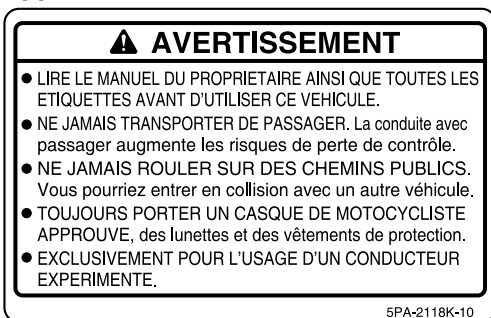 ⚠ AVERTISSEMENT
● LIRE LE MANUEL DU PROPRIETAIRE AINSI QUE TOUTES LES
ETIQUETTES AVANT D'UTILISER CE VEHICULE.
● NE JAMAIS TRANSPORTER DE PASSAGER. La conduite avec
passager augmente les risques de perte de contrôle.
● NE JAMAIS ROULER SUR DES CHEMINS PUBLICS.
Vous pourriez entrer en collision avec un autre véhicule.
● TOUJOURS PORTER UN CASQUE DE MOTOCYCLISTE
APPROUVE, des lunettes et des vêtements de protection.
● EXCLUSIVEMENT POUR L'USAGE D'UN CONDUCTEUR
EXPERIMENTE.
5PA-2118K-10